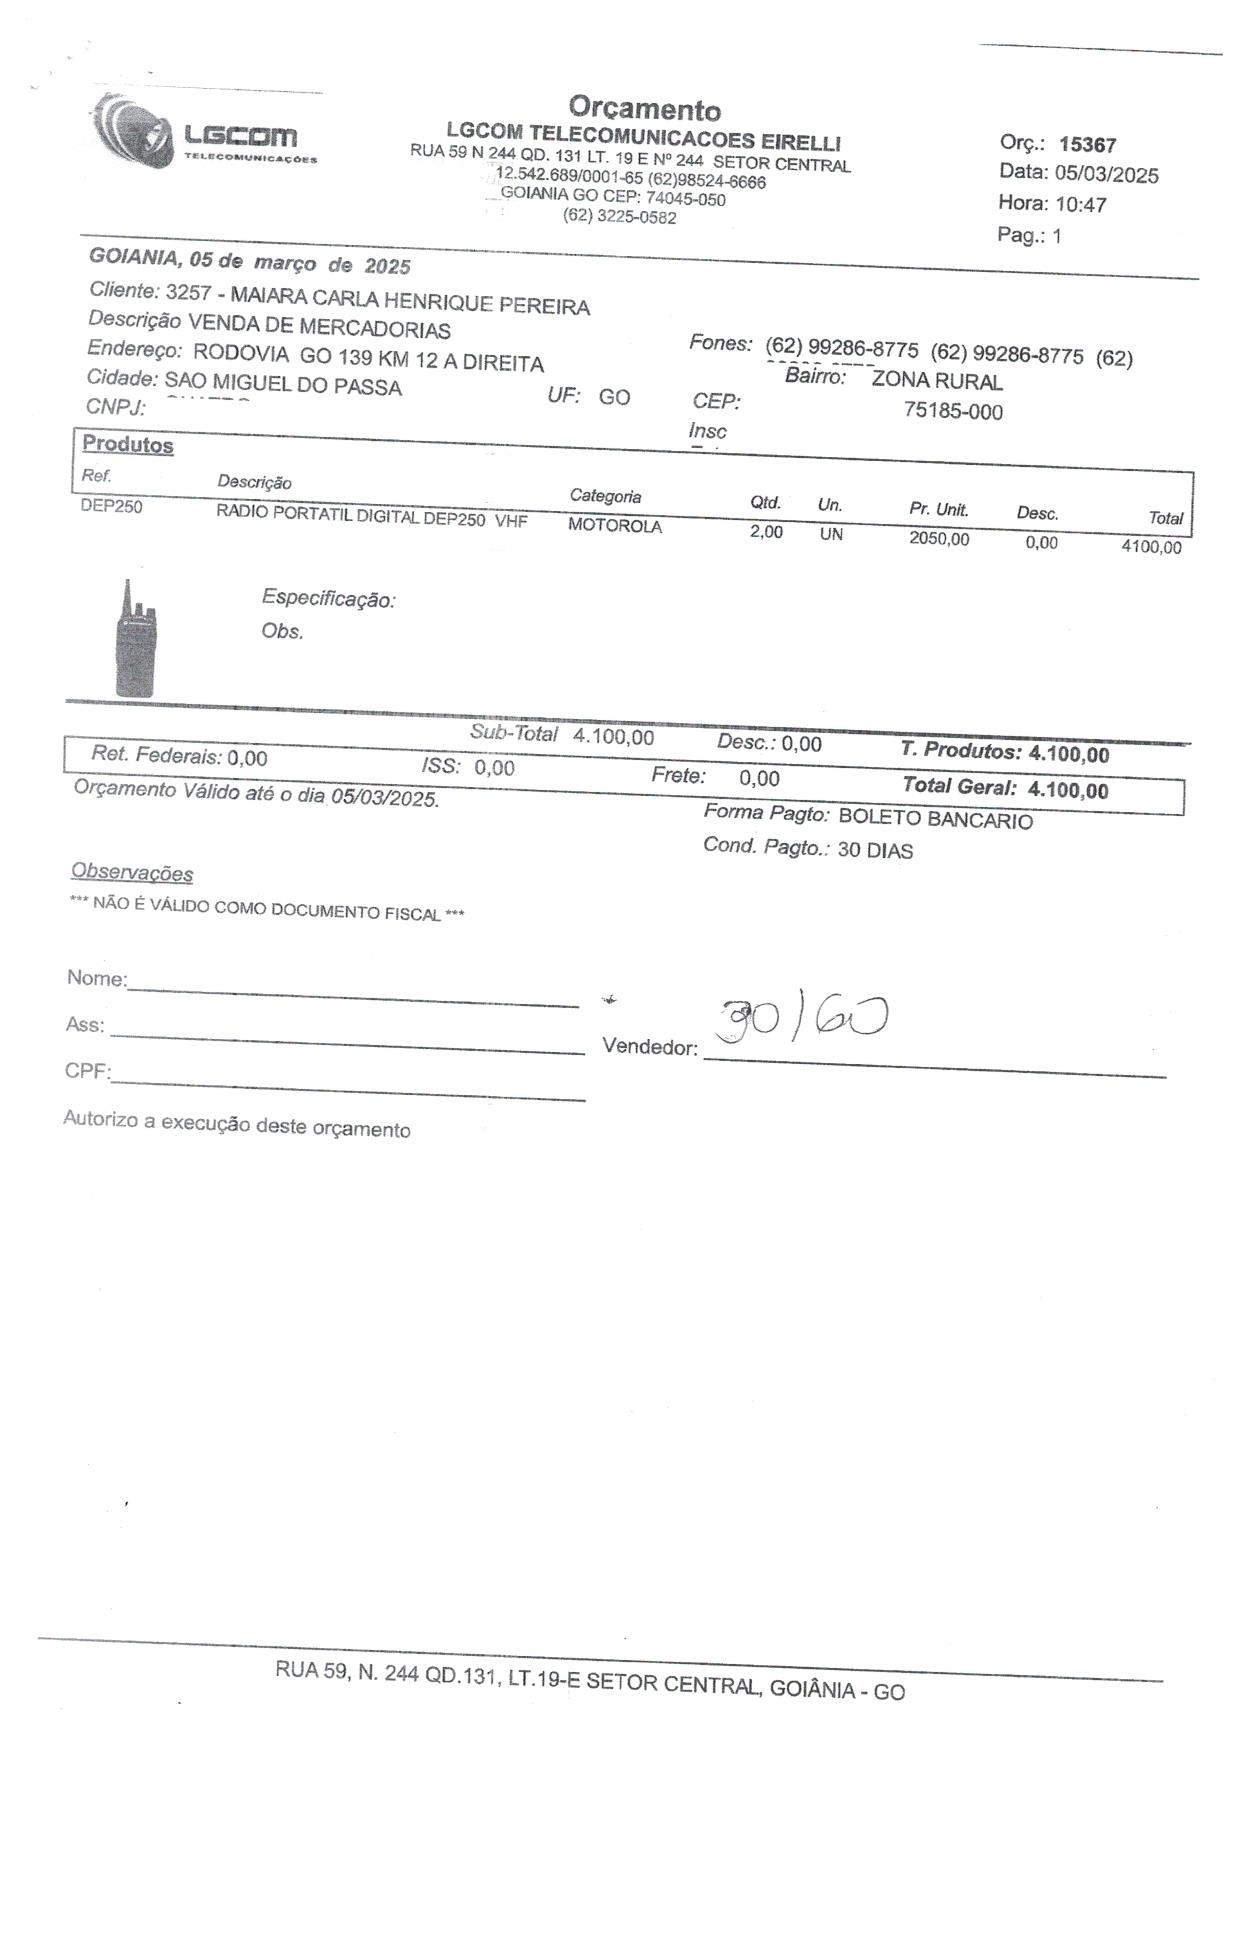 LGCOM
TELECOMUNICAÇÕES
Orçamento
LGCOM TELECOMUNICACOES EIRELLI
RUA 59 N 244 QD. 131 LT. 19 E Nº 244 SETOR CENTRAL
12.542.689/0001-65 (62)98524-6666
GOIANIA GO CEP: 74045-050
(62) 3225-0582
Orç.: 15367
Data: 05/03/2025
Hora: 10:47
Pag.: 1
GOIANIA, 05 de março de 2025
Cliente: 3257 - MAIARA CARLA HENRIQUE PEREIRA
Descrição VENDA DE MERCADORIAS
Fones: (62) 99286-8775 (62) 99286-8775 (62)
Endereço: RODOVIA GO 139 KM 12 A DIREITA
Bairro: ZONA RURAL
Cidade: SAO MIGUEL DO PASSA
UF: GO
CEP: 75185-000
CNPJ:
Insc
Produtos
Ref. Descrição Categoria Qtd. Un. Pr. Unit. Desc. Total
DEP250 RADIO PORTATIL DIGITAL DEP250 VHF MOTOROLA 2,00 UN 2050,00 0,00 4100,00
Especificação:
Obs.
Sub-Total 4.100,00 Desc.: 0,00 T. Produtos: 4.100,00
Ret. Federais: 0,00 ISS: 0,00 Frete: 0,00 Total Geral: 4.100,00
Orçamento Válido até o dia 05/03/2025.
Forma Pagto: BOLETO BANCARIO
Cond. Pagto.: 30 DIAS
Observações
*** NÃO É VÁLIDO COMO DOCUMENTO FISCAL ***
Nome:
30/60
Ass:
Vendedor:
CPF:
Autorizo a execução deste orçamento
RUA 59, N. 244 QD.131, LT.19-E SETOR CENTRAL, GOIÂNIA - GO